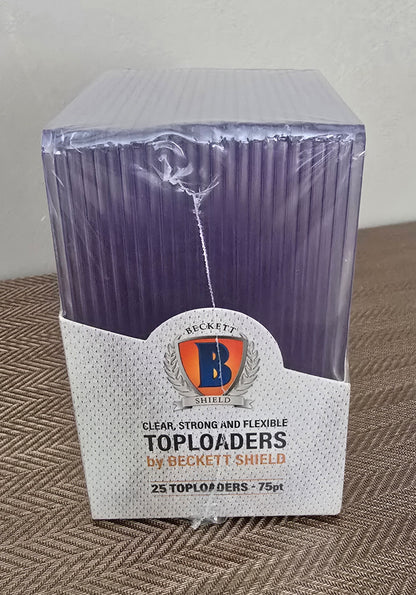 BECKETT
B
SHIELD
CLEAR, STRONG AND FLEXIBLE
TOPLOADERS
by BECKETT SHIELD
25 TOPLOADERS - 75pt